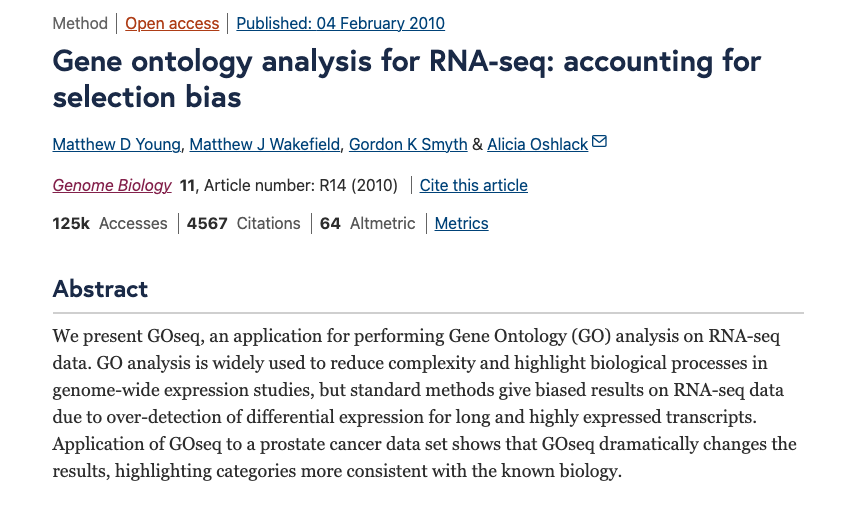 Method | Open access | Published: 04 February 2010
Gene ontology analysis for RNA-seq: accounting for
selection bias
Matthew D Young, Matthew J Wakefield, Gordon K Smyth & Alicia Oshlack
Genome Biology 11, Article number: R14 (2010) | Cite this article
125k Accesses | 4567 Citations | 64 Altmetric | Metrics
Abstract
We present GOseq, an application for performing Gene Ontology (GO) analysis on RNA-seq
data. GO analysis is widely used to reduce complexity and highlight biological processes in
genome-wide expression studies, but standard methods give biased results on RNA-seq data
due to over-detection of differential expression for long and highly expressed transcripts.
Application of GOseq to a prostate cancer data set shows that GOseq dramatically changes the
results, highlighting categories more consistent with the known biology.